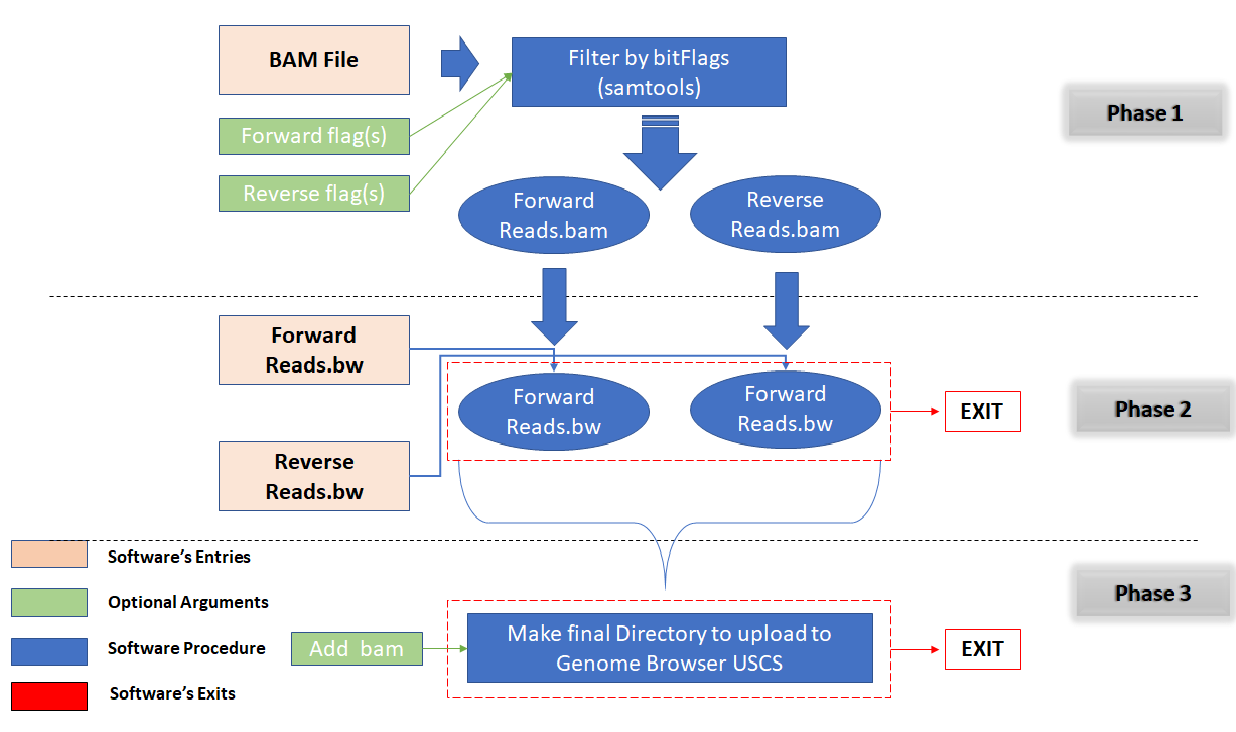 BAM File
Filter by bitFlags
(samtools)
Phase 1
Forward flag(s)
Reverse flag(s)
Forward
Reads.bam
Reverse
Reads.bam
Forward
Reads.bw
Forward
Reads.bw
Forward
Reads.bw
EXIT
Phase 2
Reverse
Reads.bw
Software's Entries
Optional Arguments
Software Procedure
Software's Exits
Add bam
Make final Directory to upload to
Genome Browser USCS
EXIT
Phase 3